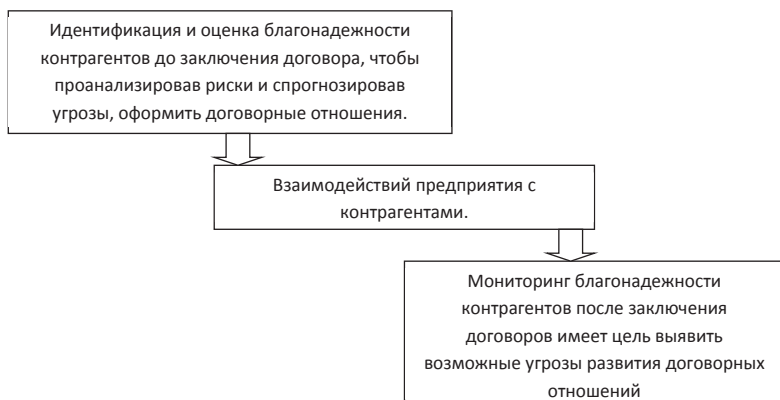 Идентификация и оценка благонадежности
контрагентов до заключения договора, чтобы
проанализировав риски и спрогнозировав
угрозы, оформить договорные отношения.
Взаимодействий предприятия с
контрагентами.
Мониторинг благонадежности
контрагентов после заключения
договоров имеет цель выявить
возможные угрозы развития договорных
отношений